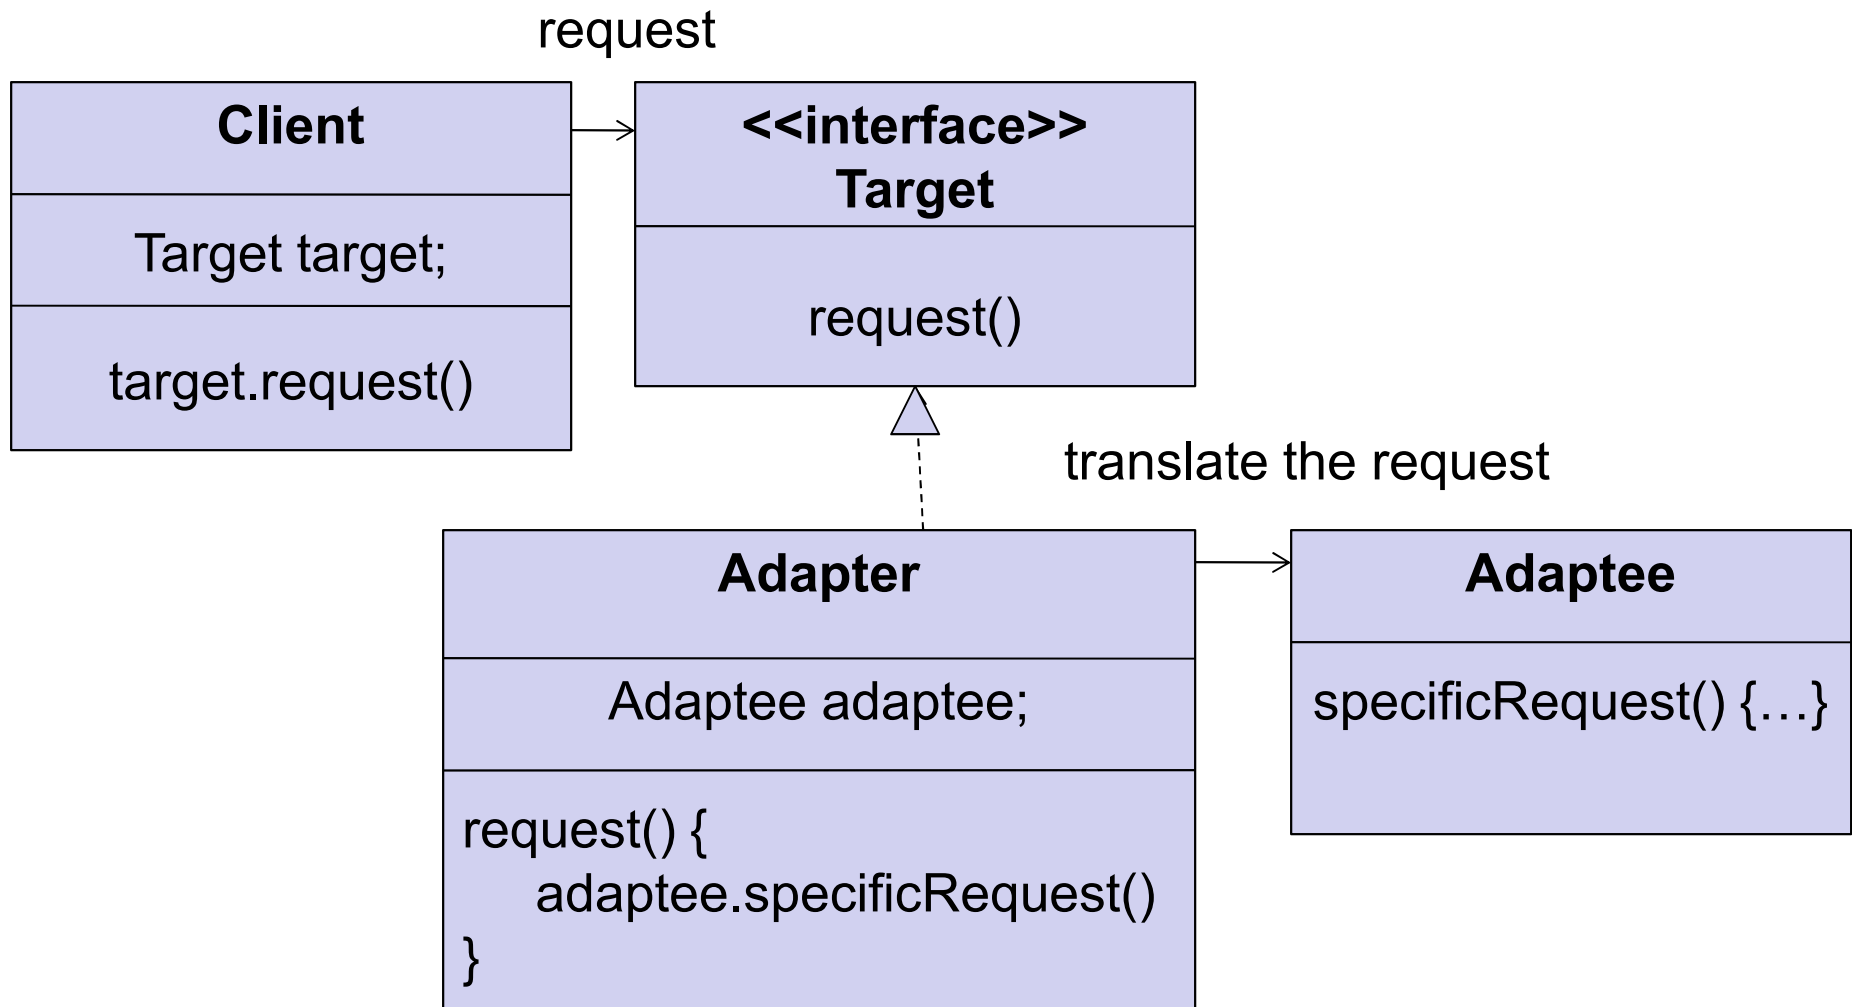 request
Client
Target target;
target.request()
<<interface>>
Target
request()
translate the request
Adapter
Adaptee adaptee;
request() {
adaptee.specificRequest()
}
Adaptee
specificRequest() {…}